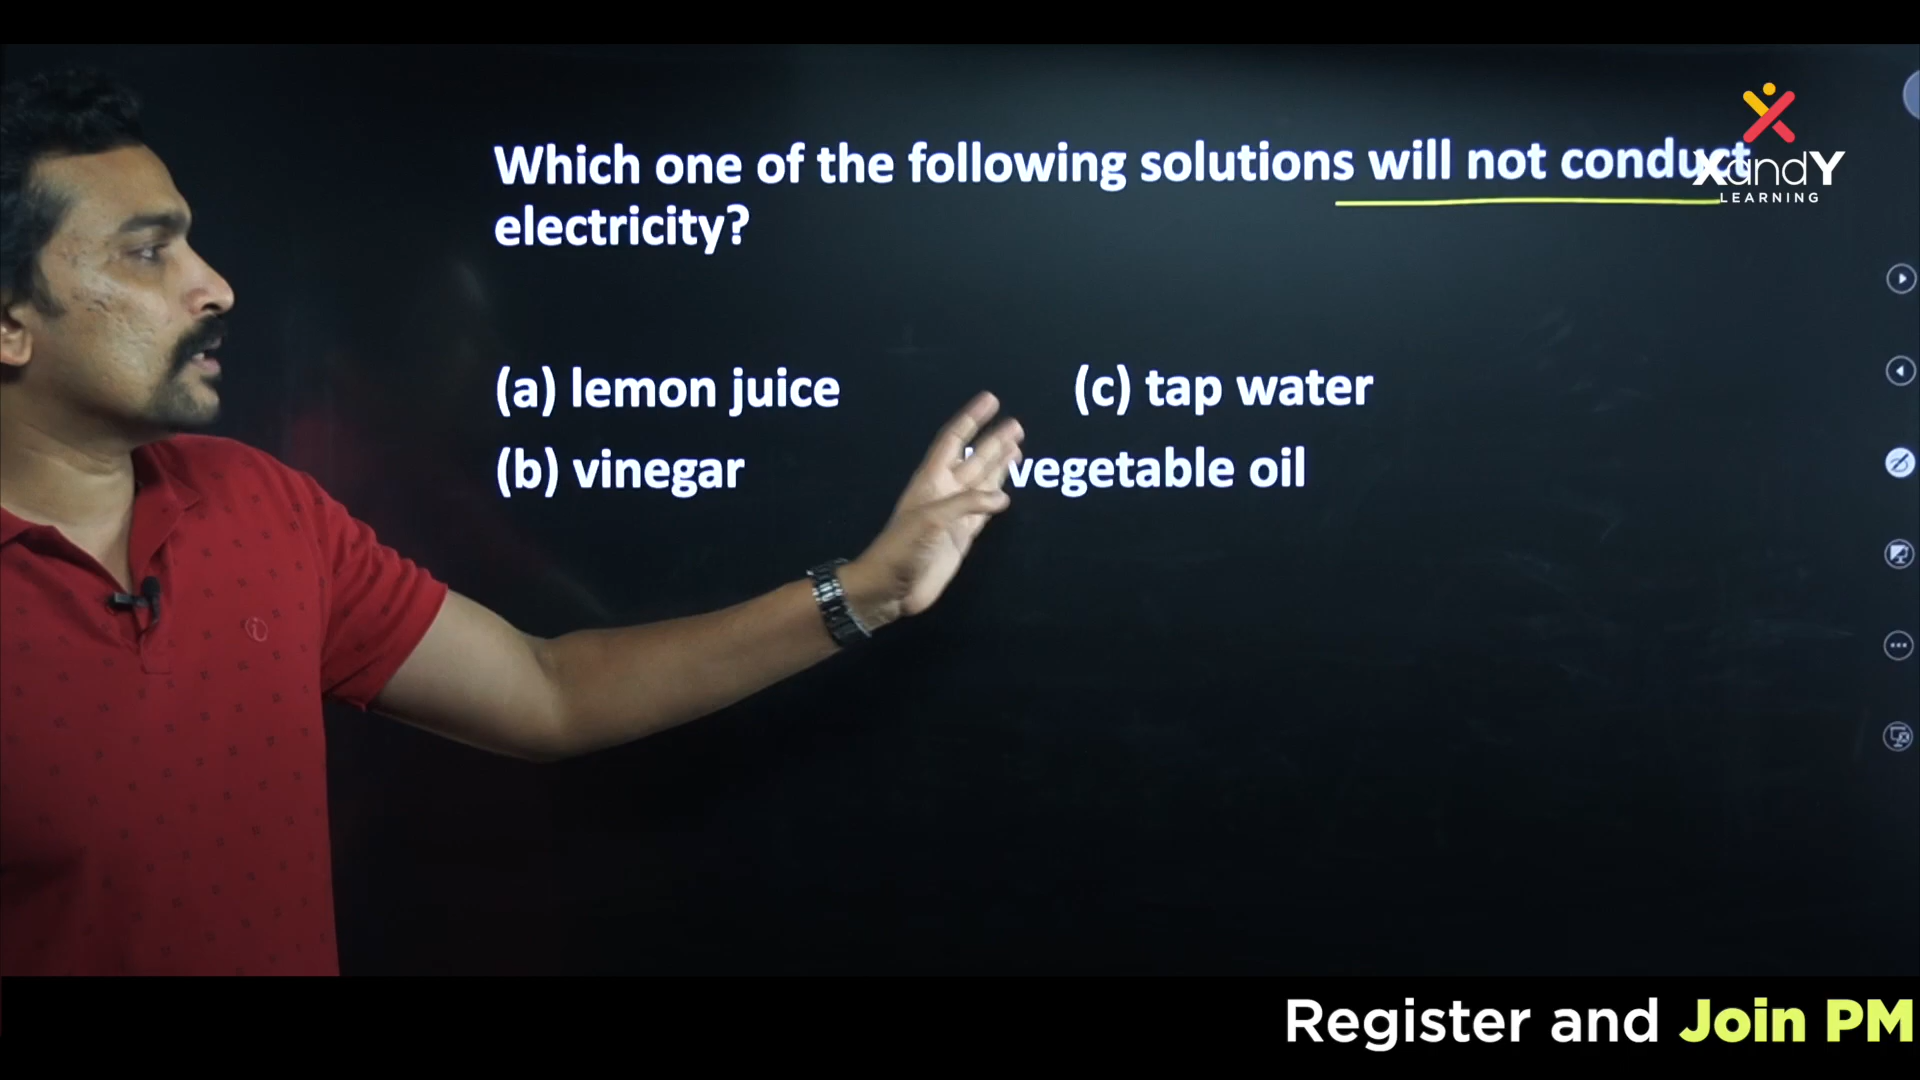 Which one of the following solutions will not conduct
electricity?
XandY
LEARNING
(a) lemon juice
(c) tap water
(b) vinegar
vegetable oil
Register and Join PM